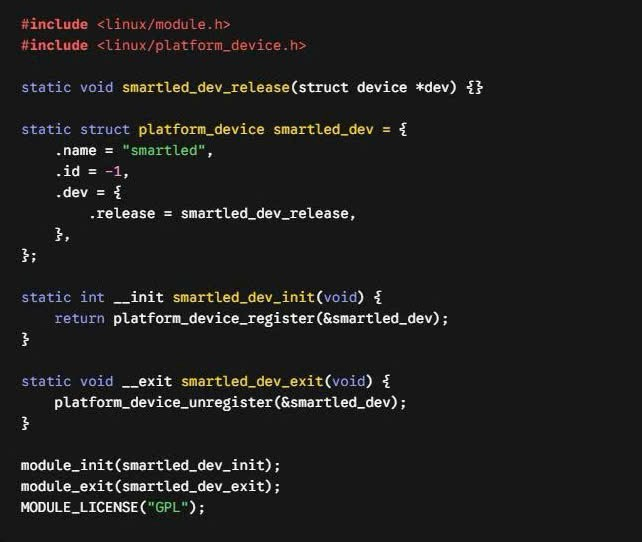 #include <linux/module.h>
#include <linux/platform_device.h>
static void smartled_dev_release(struct device *dev) {}
static struct platform_device smartled_dev = {
    .name = "smartled",
    .id = -1,
    .dev = {
        .release = smartled_dev_release,
    },
};
static int __init smartled_dev_init(void) {
    return platform_device_register(&smartled_dev);
}
static void __exit smartled_dev_exit(void) {
    platform_device_unregister(&smartled_dev);
}
module_init(smartled_dev_init);
module_exit(smartled_dev_exit);
MODULE_LICENSE("GPL");